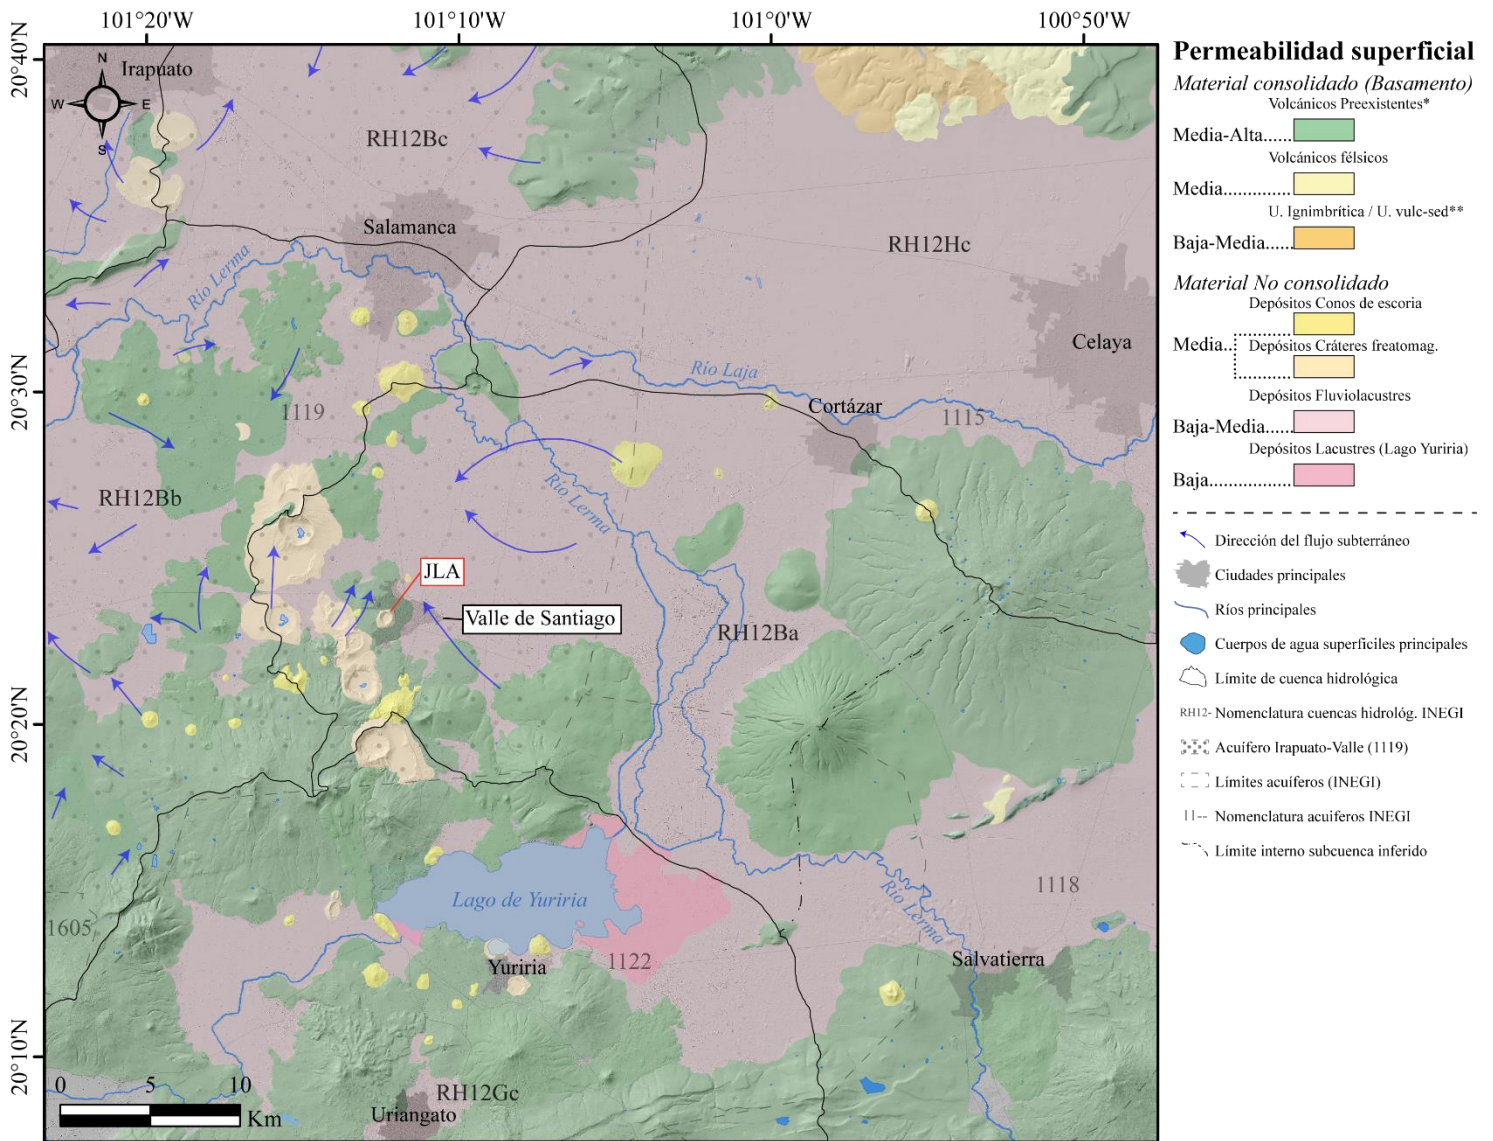 101°20'W
101°10'W
101°0'W
100°50'W
20°40'N
20°30'N
20°20'N
20°10'N
N
W
E
S
Irapuato
RH12Bc
Salamanca
RH12Hc
Río Lerma
Celaya
Río Laja
Cortázar
1119
1115
RH12Bb
Río Lerma
JLA
Valle de Santiago
RH12Ba
Lago de Yuriria
1118
Río Lerma
1605
1122
Yuriria
Salvatierra
RH12Gc
Uriangato
0 5 10
Km
Permeabilidad superficial
Material consolidado (Basamento)
Volcánicos Preexistentes*
Media-Alta......
Volcánicos félsicos
Media..............
U. Ignimbrítica / U. vulc-sed**
Baja-Media......
Material No consolidado
Depósitos Conos de escoria
Media..
Depósitos Cráteres freatomag.
Depósitos Fluviolacustres
Baja-Media......
Depósitos Lacustres (Lago Yuriria)
Baja.................
Dirección del flujo subterráneo
Ciudades principales
Ríos principales
Cuerpos de agua superficiles principales
Límite de cuenca hidrológica
RH12- Nomenclatura cuencas hidrológ. INEGI
Acuífero Irapuato-Valle (1119)
Límites acuíferos (INEGI)
11-- Nomenclatura acuiferos INEGI
Límite interno subcuenca inferido